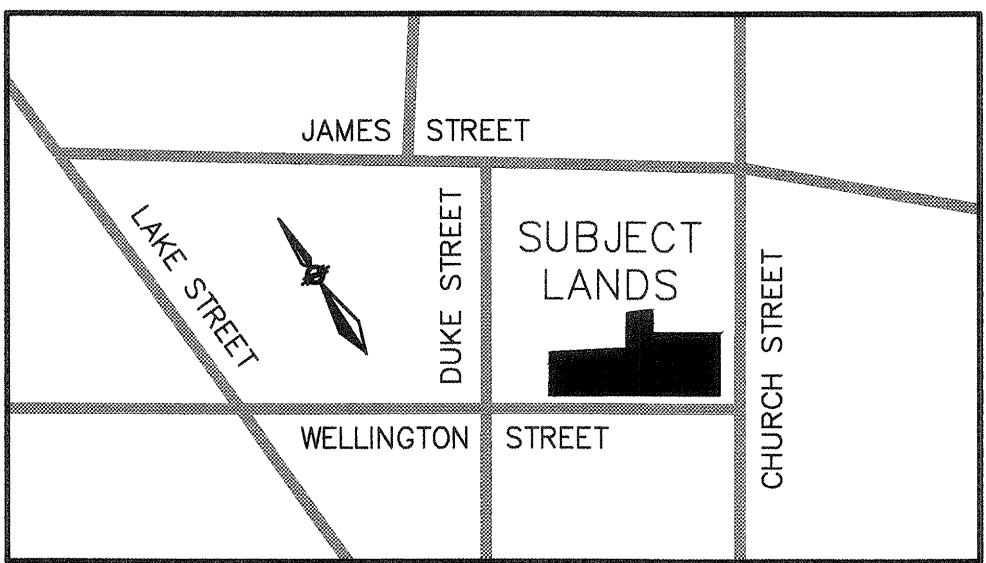 JAMES STREET
LAKE STREET
DUKE STREET
SUBJECT
LANDS
CHURCH STREET
WELLINGTON STREET